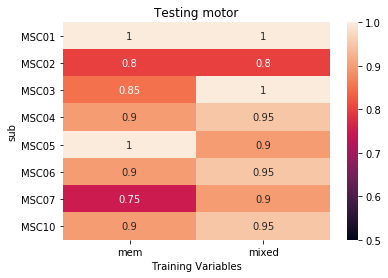 Testing motor
MSC01 1 1 1.0
MSC02 0.8 0.8
0.9
MSC03 0.85 1
MSC04 0.9 0.95 0.8
sub
MSC05 1 0.9
0.7
MSC06 0.9 0.95
MSC07 0.75 0.9 0.6
MSC10 0.9 0.95
0.5
mem mixed
Training Variables